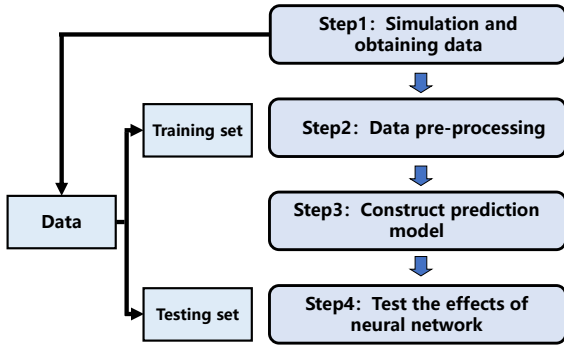 Step1：Simulation and
obtaining data
Training set
Step2：Data pre-processing
Data
Step3：Construct prediction
model
Testing set
Step4：Test the effects of
neural network